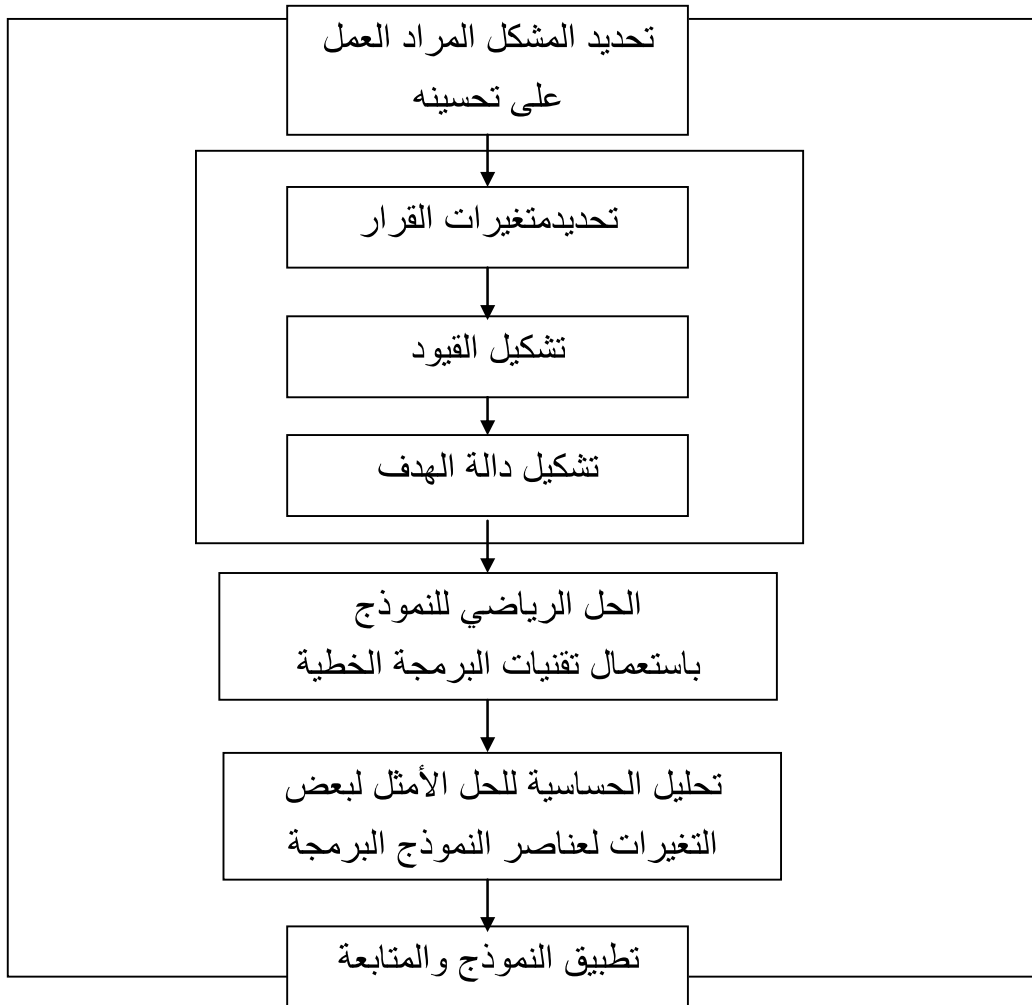 تحديد المشكل المراد العمل
على تحسينه
تحديدمتغيرات القرار
تشكيل القيود
تشكيل دالة الهدف
الحل الرياضي للنموذج
باستعمال تقنيات البرمجة الخطية
تحليل الحساسية للحل الأمثل لبعض
التغيرات لعناصر النموذج البرمجة
تطبيق النموذج والمتابعة